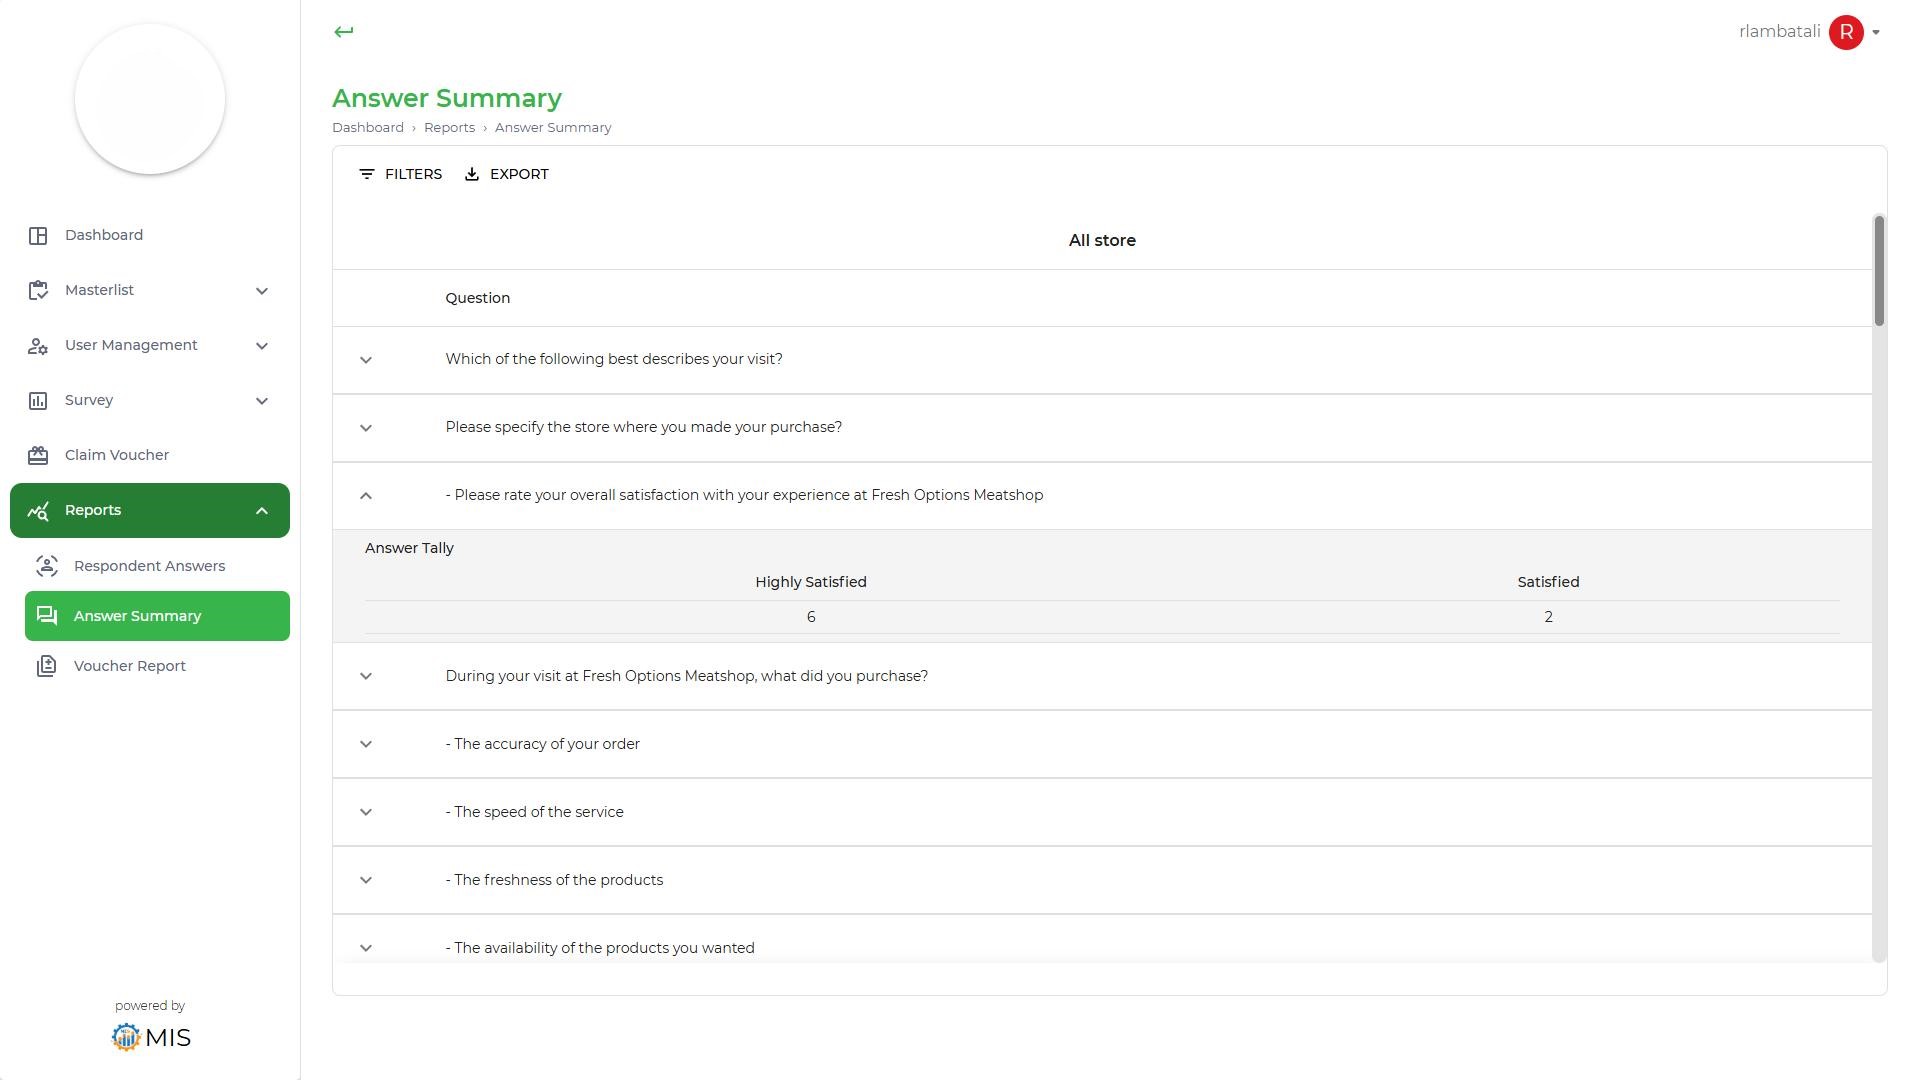 rlambatali
R
Answer Summary
Dashboard › Reports › Answer Summary
FILTERS
EXPORT
Dashboard
Masterlist
User Management
Survey
Claim Voucher
Reports
Respondent Answers
Answer Summary
Voucher Report
powered by
MIS
All store
Question
Which of the following best describes your visit?
Please specify the store where you made your purchase?
- Please rate your overall satisfaction with your experience at Fresh Options Meatshop
Answer Tally
Highly Satisfied Satisfied
6 2
During your visit at Fresh Options Meatshop, what did you purchase?
- The accuracy of your order
- The speed of the service
- The freshness of the products
- The availability of the products you wanted